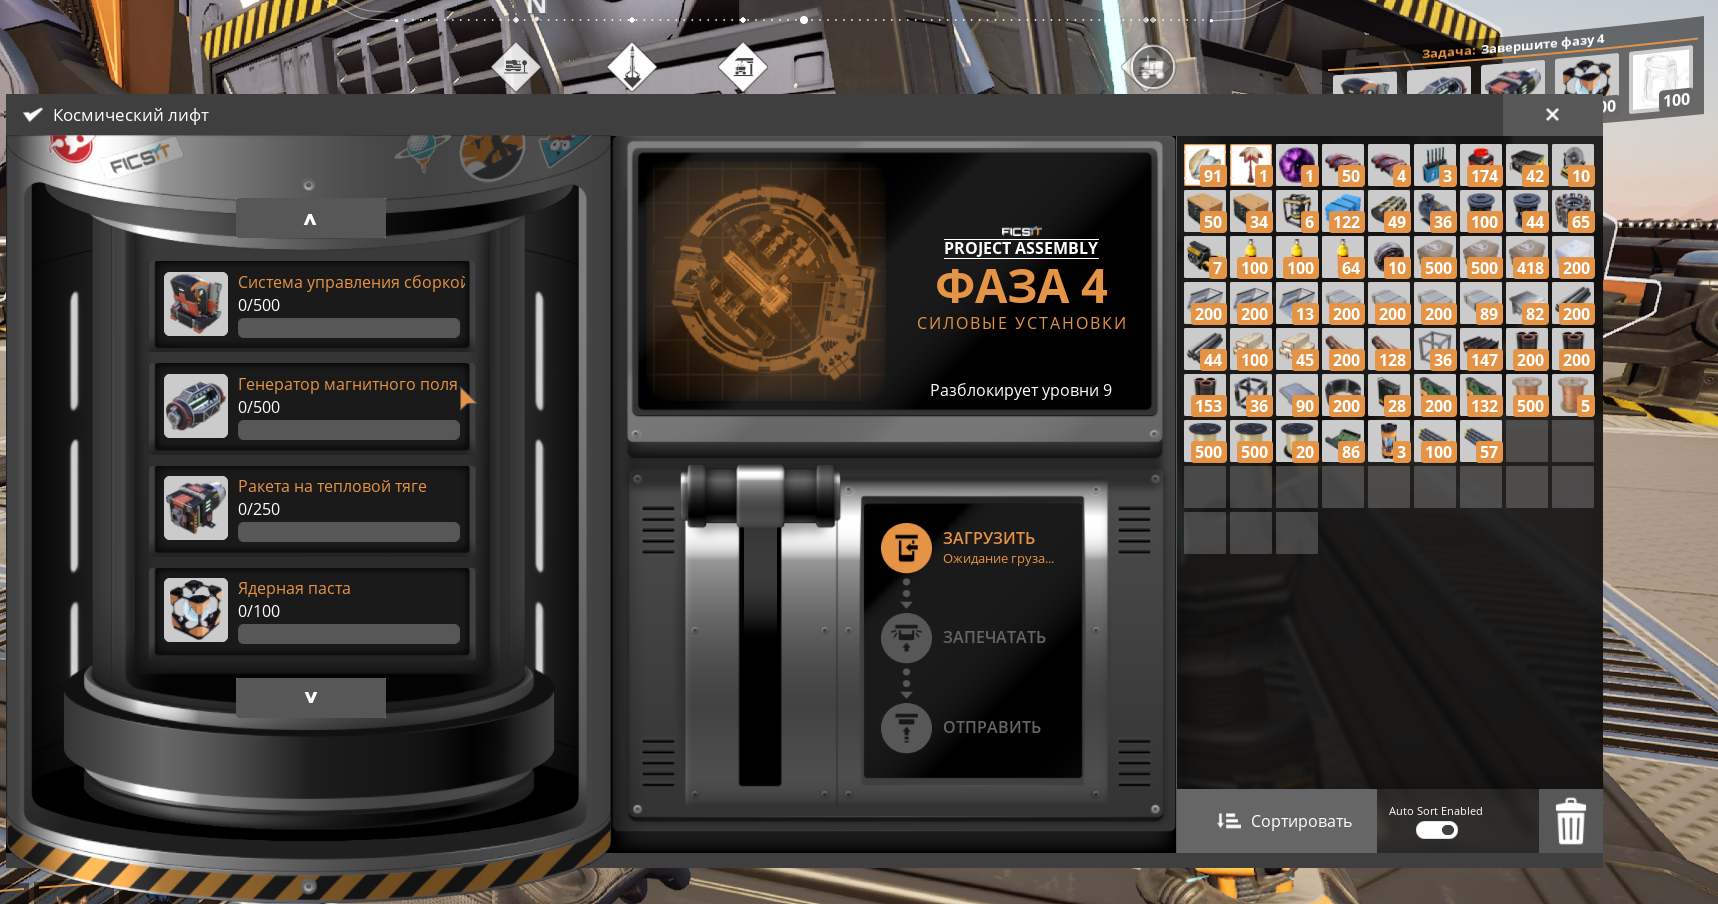 N
Задача: Завершите фазу 4
100
Космический лифт
FICSIT
Система управления сборкой
0/500
Генератор магнитного поля
0/500
Ракета на тепловой тяге
0/250
Ядерная паста
0/100
FICSIT
PROJECT ASSEMBLY
ФАЗА 4
СИЛОВЫЕ УСТАНОВКИ
Разблокирует уровни 9
ЗАГРУЗИТЬ
Ожидание груза...
ЗАПЕЧАТАТЬ
ОТПРАВИТЬ
91 1 1 50 4 3 174 42 10
50 34 6 122 49 36 100 44 65
7 100 100 64 10 500 500 418 200
200 200 13 200 200 200 89 82 200
44 100 45 200 128 36 147 200 200
153 36 90 200 28 200 132 500 5
500 500 20 86 3 100 57
Сортировать
Auto Sort Enabled